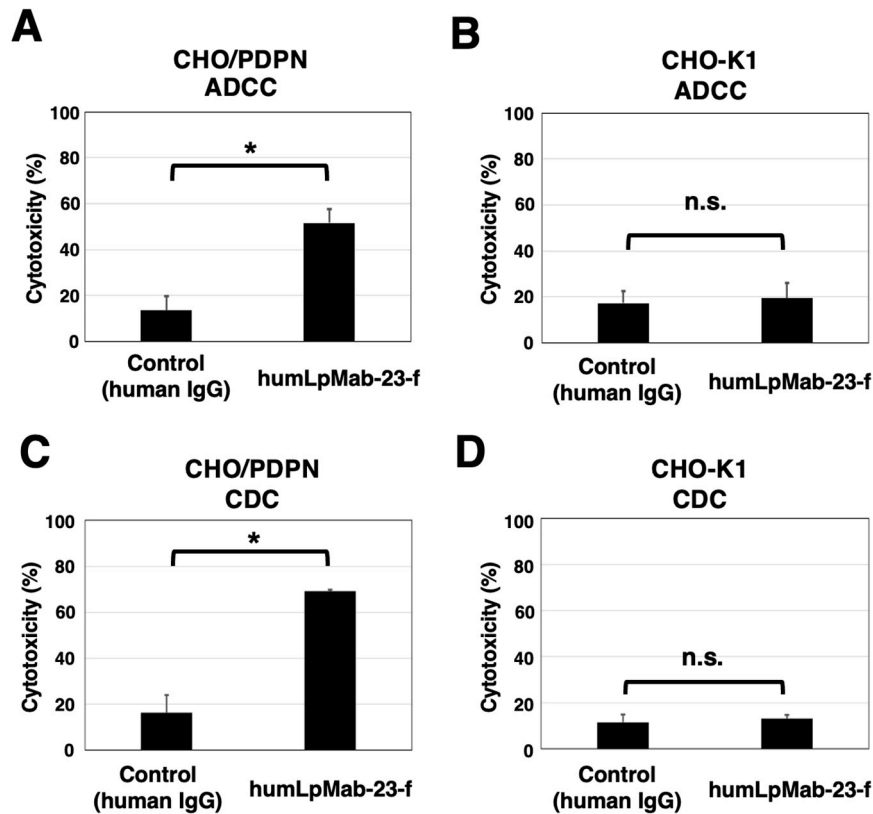 A
CHO/PDPN
ADCC
Cytotoxicity (%)
100
80
60
40
20
0
*
Control
(human IgG)
humLpMab-23-f
B
CHO-K1
ADCC
Cytotoxicity (%)
100
80
60
40
20
0
n.s.
Control
(human IgG)
humLpMab-23-f
C
CHO/PDPN
CDC
Cytotoxicity (%)
100
80
60
40
20
0
*
Control
(human IgG)
humLpMab-23-f
D
CHO-K1
CDC
Cytotoxicity (%)
100
80
60
40
20
0
n.s.
Control
(human IgG)
humLpMab-23-f